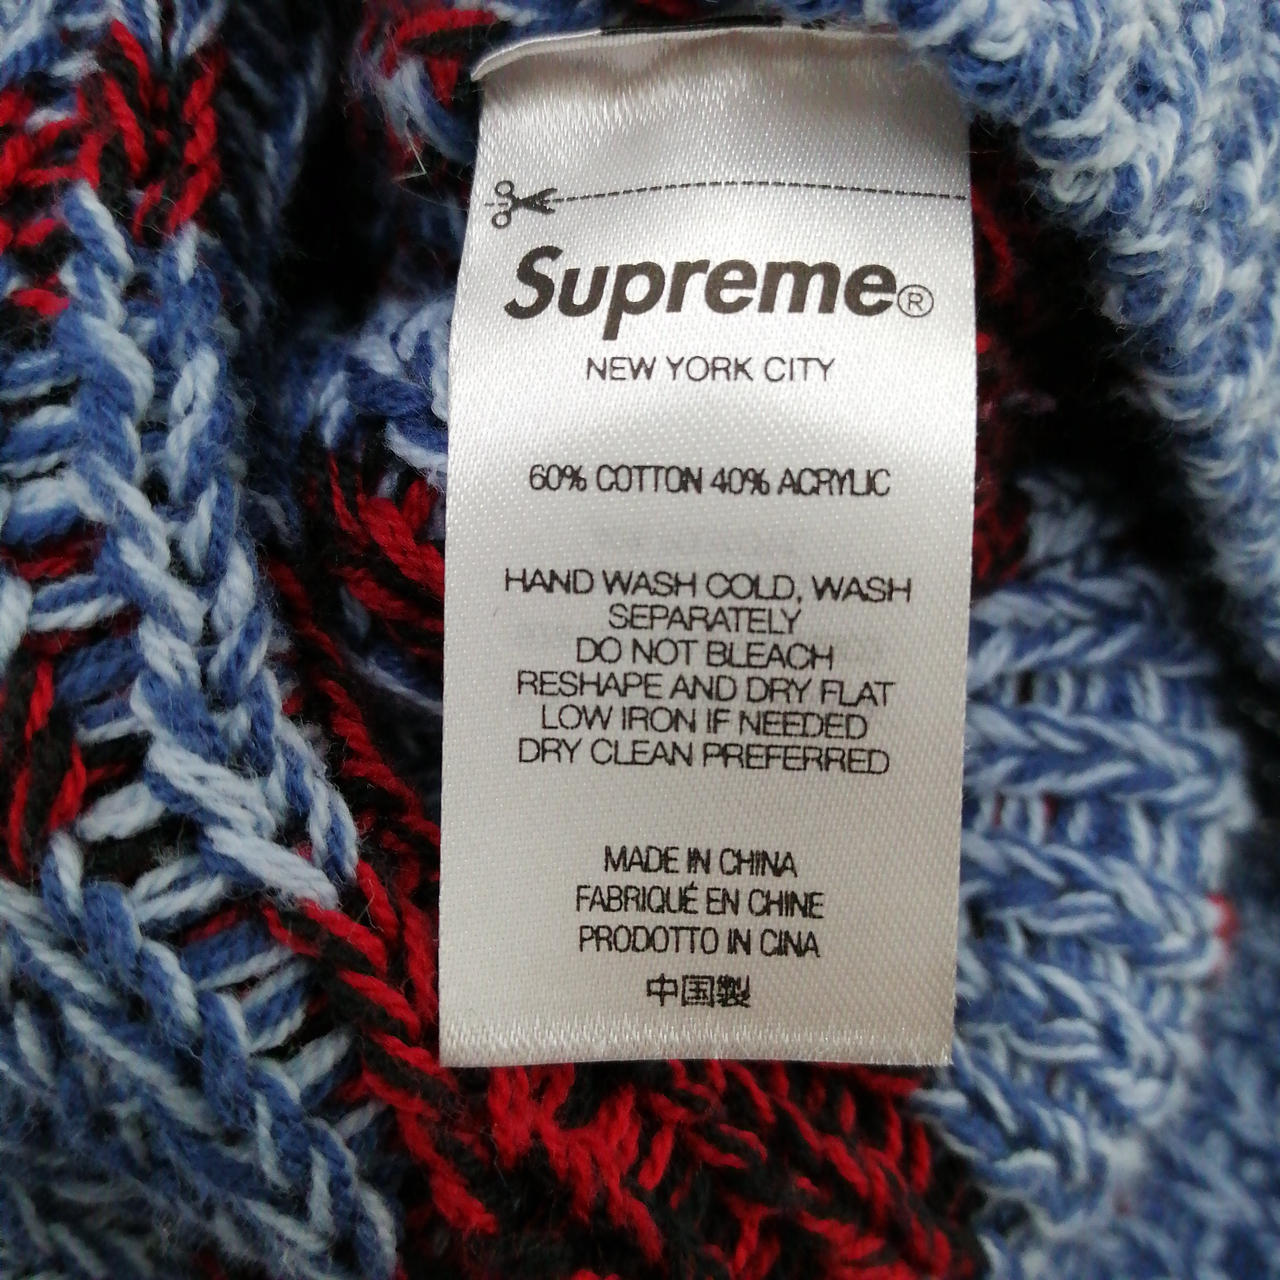 Supreme®
NEW YORK CITY
60% COTTON 40% ACRYLIC
HAND WASH COLD, WASH
SEPARATELY
DO NOT BLEACH
RESHAPE AND DRY FLAT
LOW IRON IF NEEDED
DRY CLEAN PREFERRED
MADE IN CHINA
FABRIQUÉ EN CHINE
PRODOTTO IN CINA
中国製